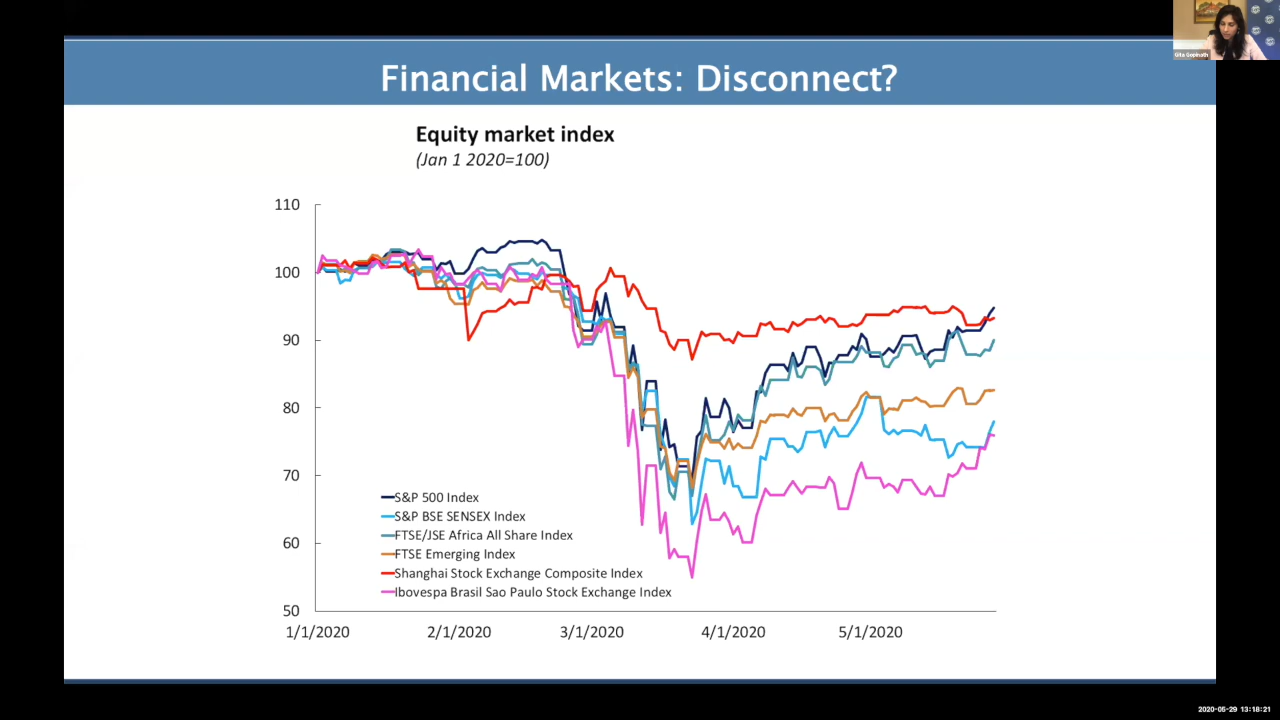 Gita Gopinath
Financial Markets: Disconnect?
Equity market index
(Jan 1 2020=100)
110
100
90
80
70
60
50
S&P 500 Index
S&P BSE SENSEX Index
FTSE/JSE Africa All Share Index
FTSE Emerging Index
Shanghai Stock Exchange Composite Index
Ibovespa Brasil Sao Paulo Stock Exchange Index
1/1/2020 2/1/2020 3/1/2020 4/1/2020 5/1/2020
2020-05-29 13:18:21